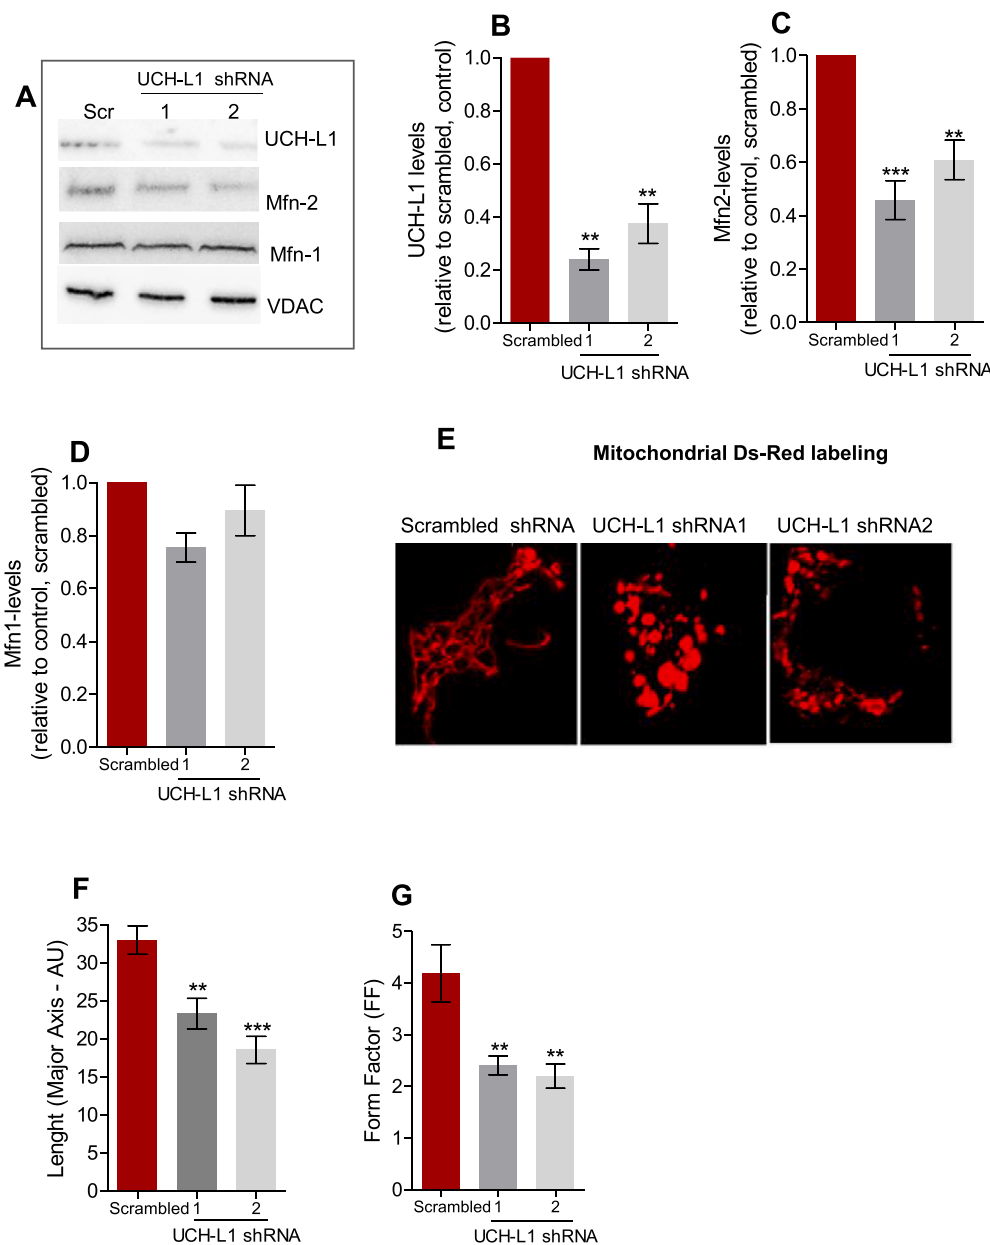 A
UCH-L1 shRNA
Scr 1 2
UCH-L1
Mfn-2
Mfn-1
VDAC
B
UCH-L1 levels
(relative to scrambled, control)
1.0
0.8
0.6
0.4
0.2
0.0
**
**
Scrambled 1 2
UCH-L1 shRNA
C
Mfn2-levels
(relative to control, scrambled)
1.0
0.8
0.6
0.4
0.2
0.0
***
**
Scrambled 1 2
UCH-L1 shRNA
D
Mfn1-levels
(relative to control, scrambled)
1.0
0.8
0.6
0.4
0.2
0.0
Scrambled 1 2
UCH-L1 shRNA
E
Mitochondrial Ds-Red labeling
Scrambled shRNA UCH-L1 shRNA1 UCH-L1 shRNA2
F
Lenght (Major Axis - AU)
35
30
25
20
15
10
5
0
**
***
Scrambled 1 2
UCH-L1 shRNA
G
Form Factor (FF)
5
4
3
2
1
0
**
**
Scrambled 1 2
UCH-L1 shRNA